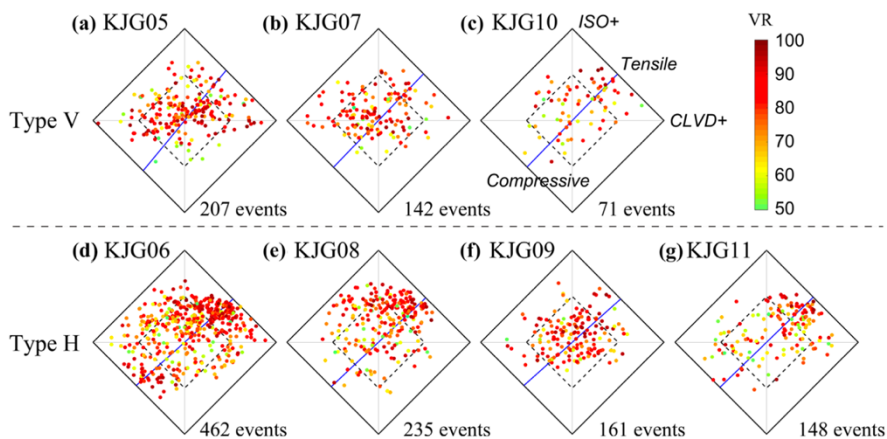 (a) KJG05
(b) KJG07
(c) KJG10
ISO+
VR
Tensile
100
90
80
70
60
50
Type V
CLVD+
Compressive
207 events
142 events
71 events
(d) KJG06
(e) KJG08
(f) KJG09
(g) KJG11
Type H
462 events
235 events
161 events
148 events